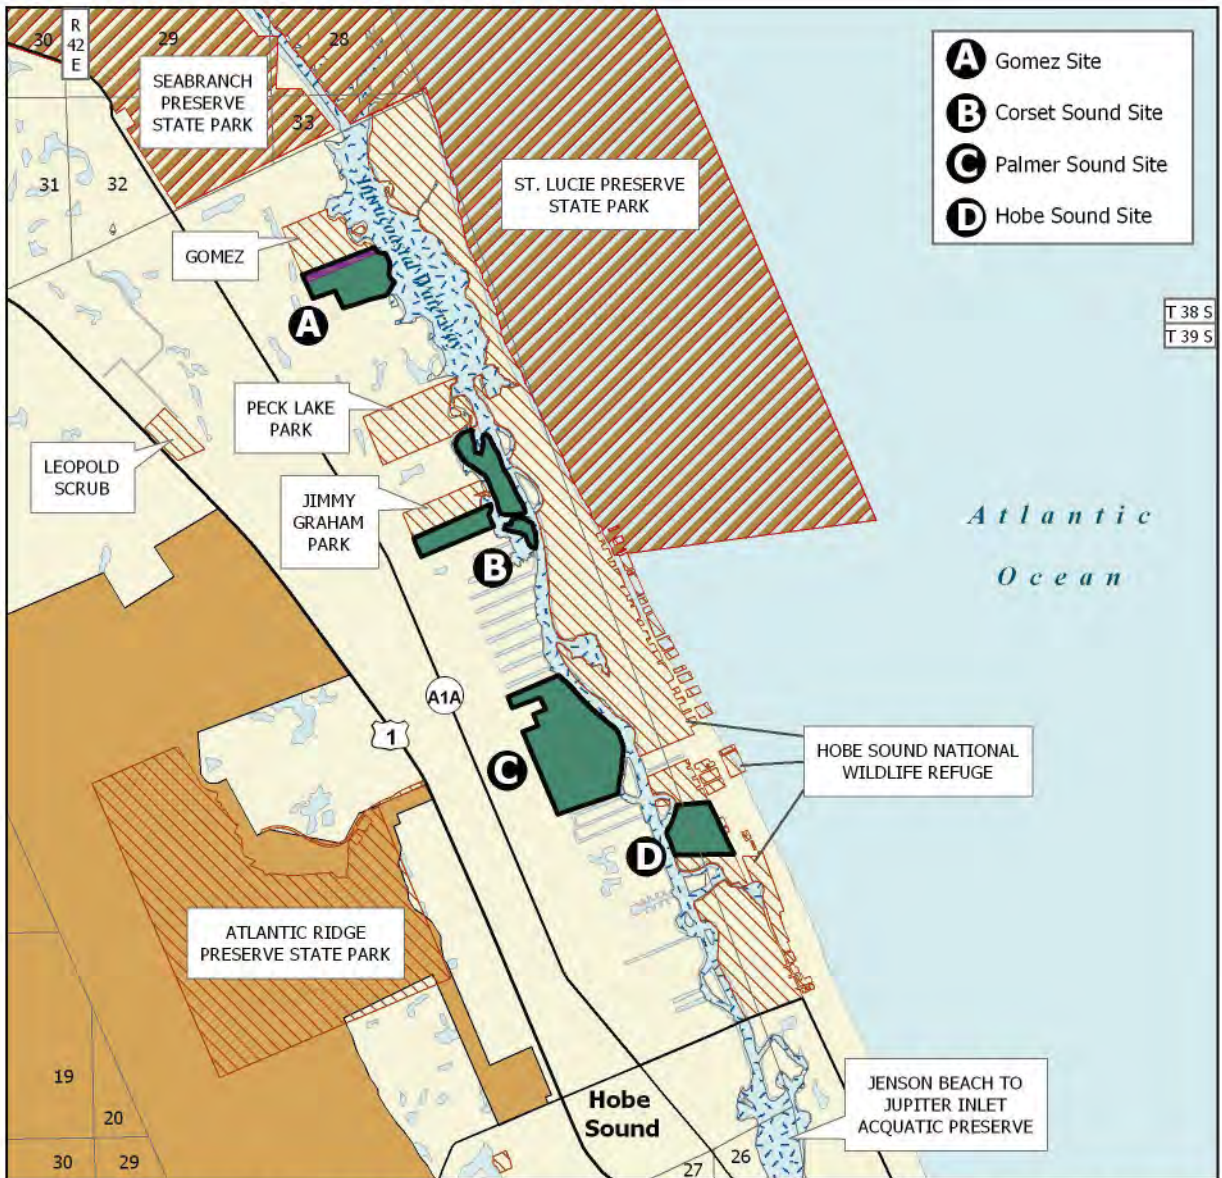 R
42
E
30
29
28
33
31
32
SEABRANCH
PRESERVE
STATE PARK
ST. LUCIE PRESERVE
STATE PARK
A Gomez Site
B Corset Sound Site
C Palmer Sound Site
D Hobe Sound Site
T 38 S
T 39 S
GOMEZ
A
PECK LAKE
PARK
LEOPOLD
SCRUB
JIMMY
GRAHAM
PARK
B
Atlantic
Ocean
A1A
1
C
HOBE SOUND NATIONAL
WILDLIFE REFUGE
D
ATLANTIC RIDGE
PRESERVE STATE PARK
JENSON BEACH TO
JUPITER INLET
ACQUATIC PRESERVE
Hobe
Sound
19
20
30
29
27
26